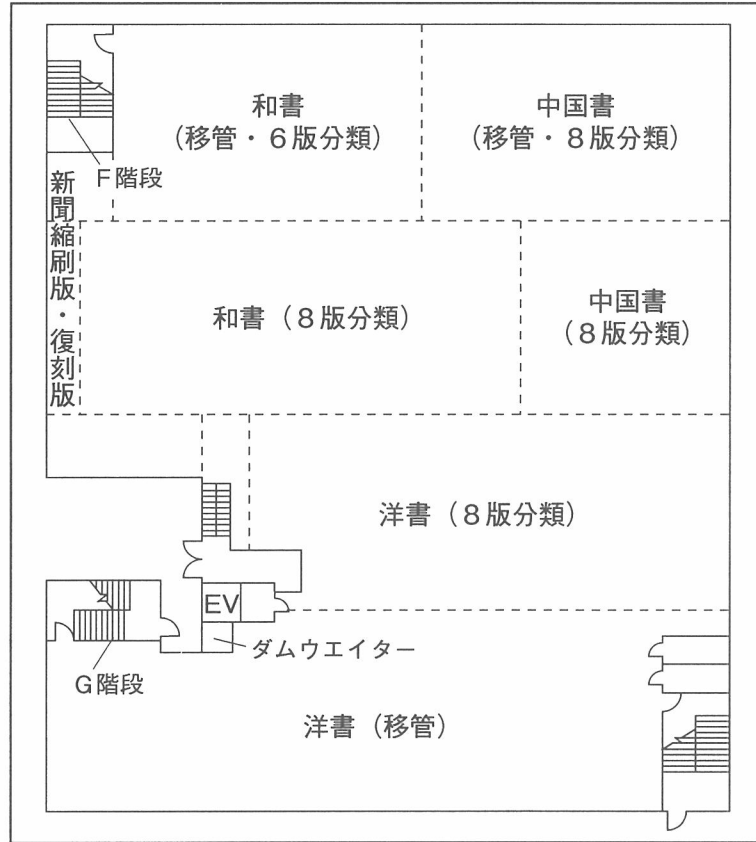 和書
(移管・6版分類)
中国書
(移管・8版分類)
F階段
新聞縮刷版・復刻版
和書(8版分類)
中国書
(8版分類)
洋書(8版分類)
EV
ダムウエイター
G階段
洋書(移管)